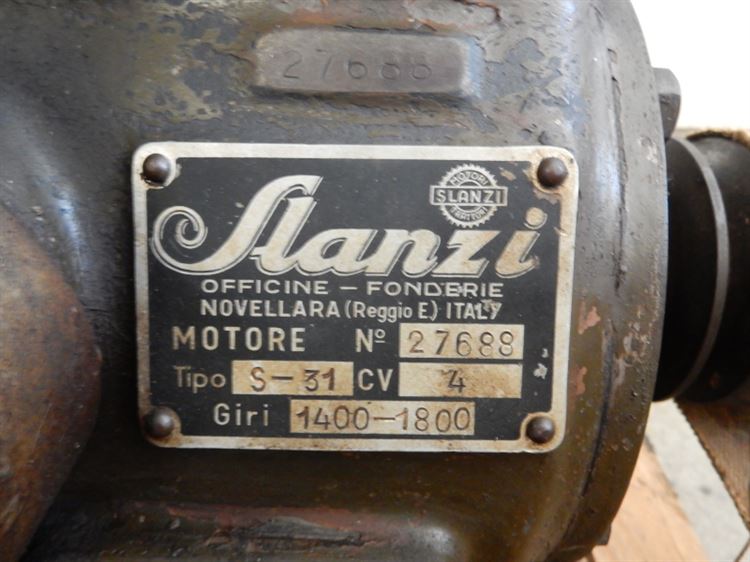 27688
Slanzi
MOTORI
SLANZI
TRATTORI
OFFICINE - FONDERIE
NOVELLARA (Reggio E.) ITALY
MOTORE Nº 27688
Tipo S-31 CV 4
Giri 1400-1800